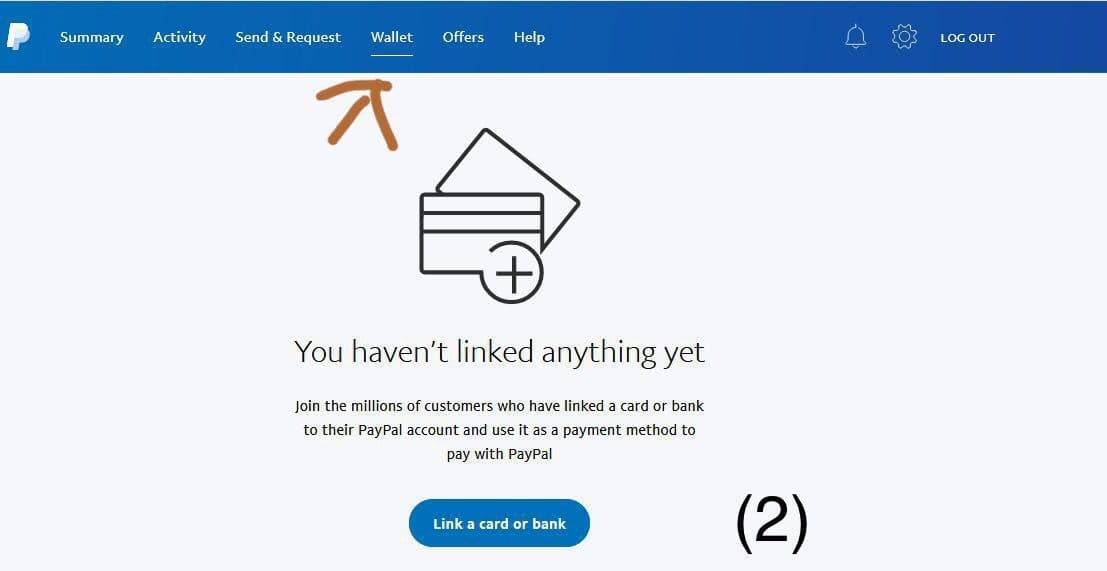 Summary Activity Send & Request Wallet Offers Help LOG OUT
You haven't linked anything yet
Join the millions of customers who have linked a card or bank
to their PayPal account and use it as a payment method to
pay with PayPal
Link a card or bank
(2)